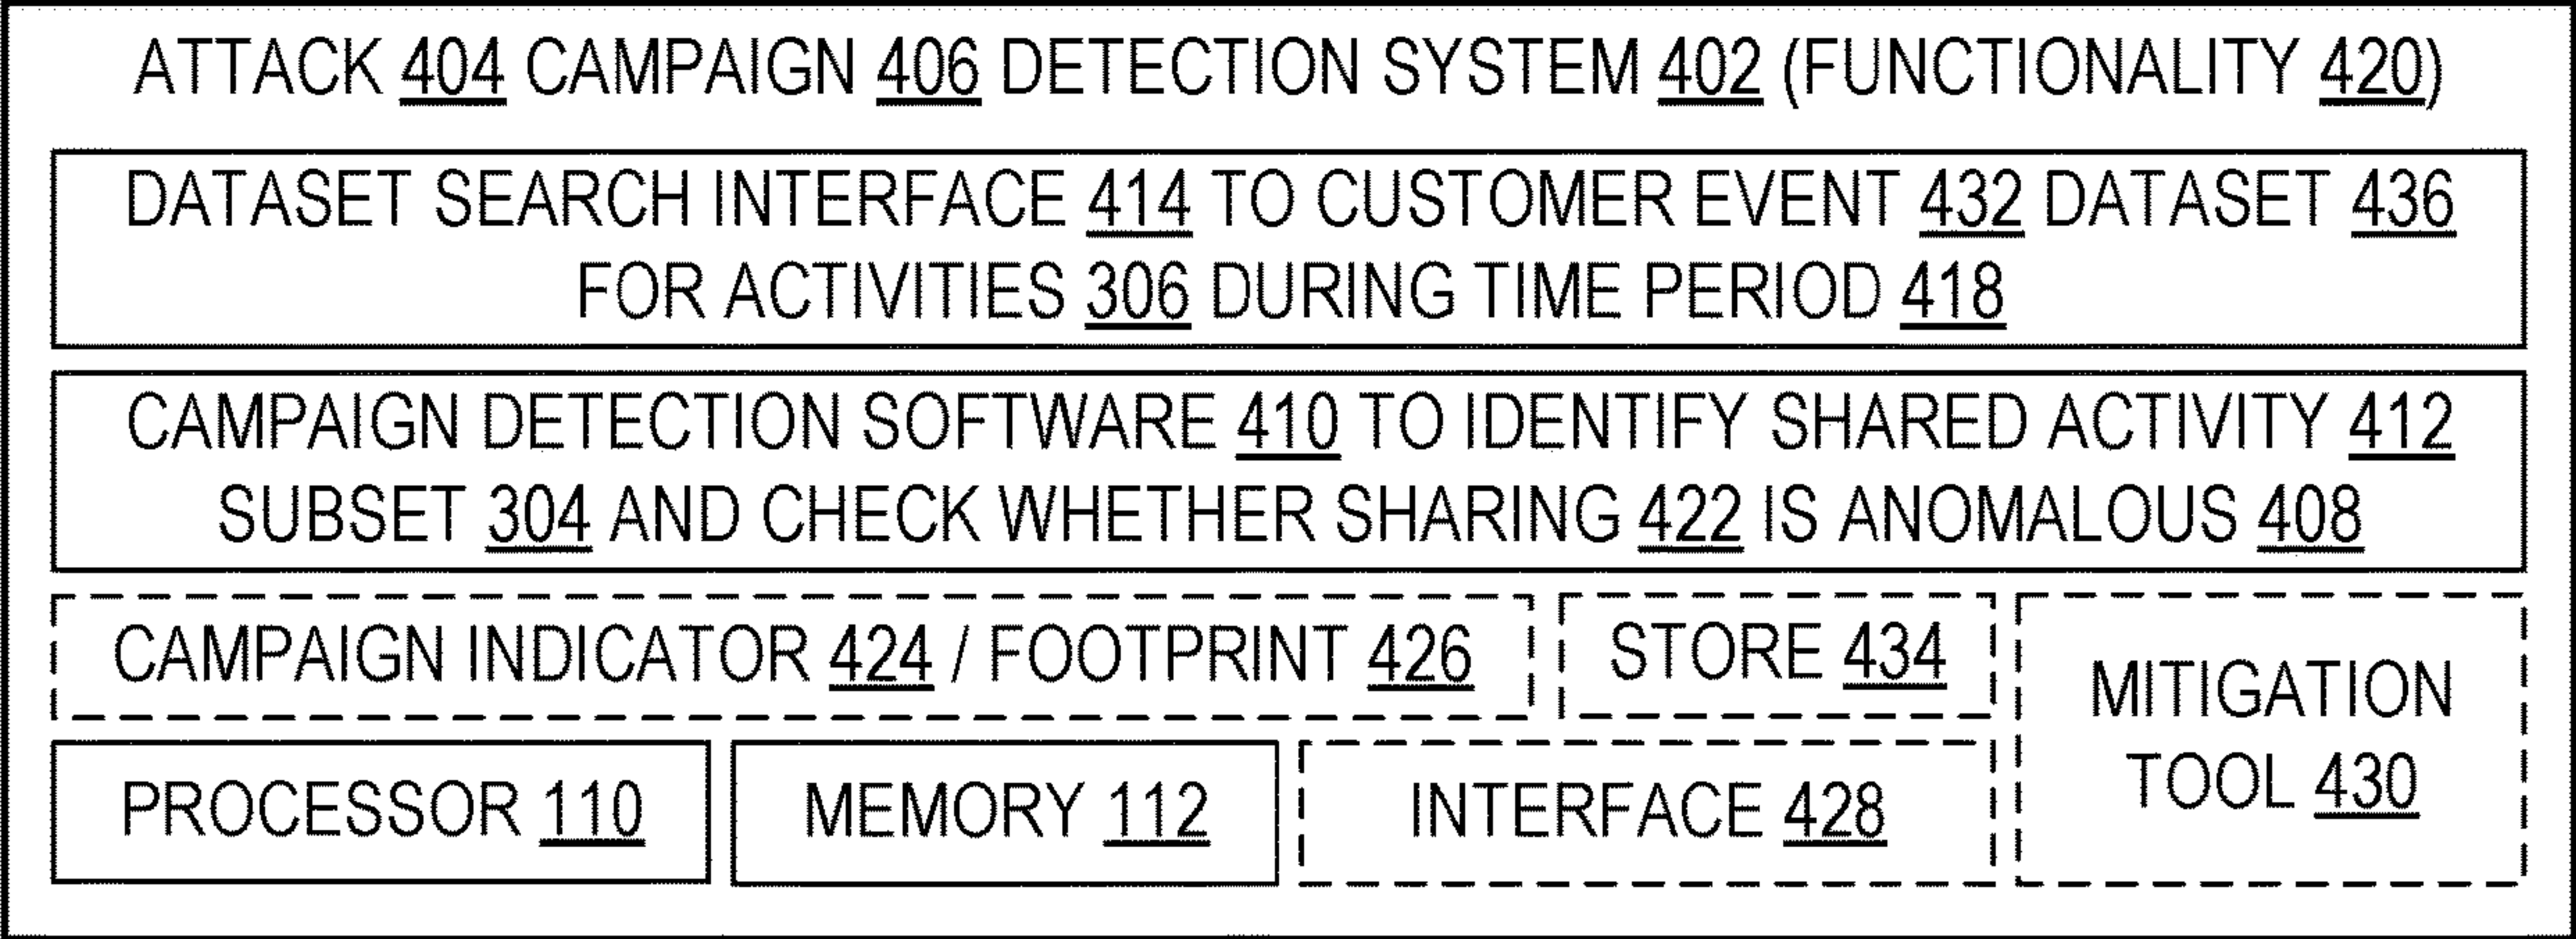 ATTACK 404 CAMPAIGN 406 DETECTION SYSTEM 402 (FUNCTIONALITY 420)
DATASET SEARCH INTERFACE 414 TO CUSTOMER EVENT 432 DATASET 436
FOR ACTIVITIES 306 DURING TIME PERIOD 418
CAMPAIGN DETECTION SOFTWARE 410 TO IDENTIFY SHARED ACTIVITY 412
SUBSET 304 AND CHECK WHETHER SHARING 422 IS ANOMALOUS 408
CAMPAIGN INDICATOR 424 / FOOTPRINT 426
STORE 434
MITIGATION
TOOL 430
PROCESSOR 110
MEMORY 112
INTERFACE 428